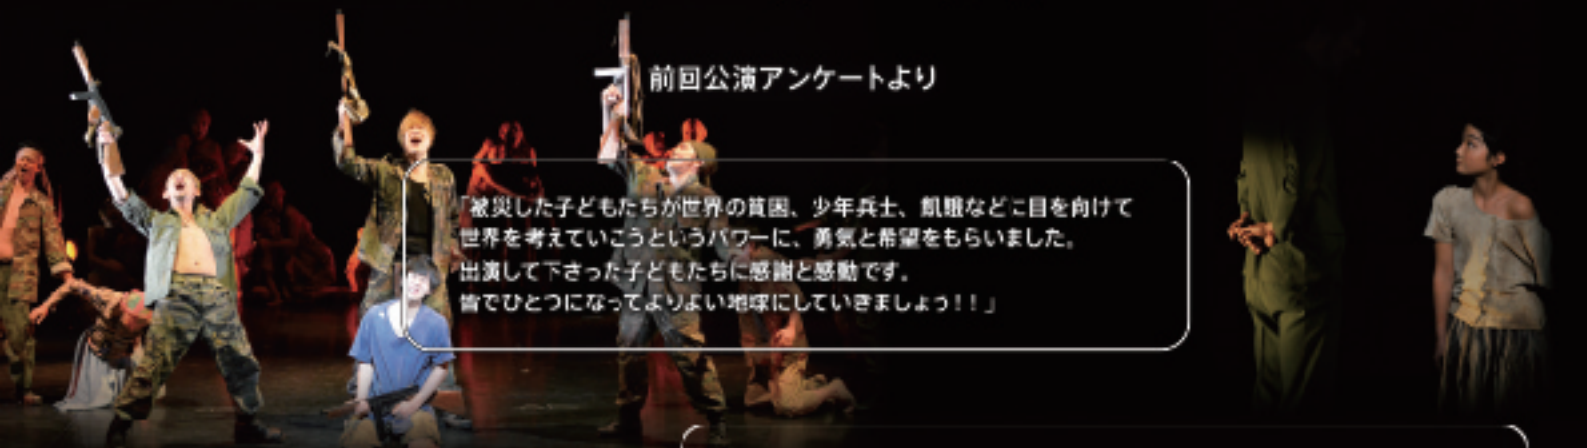 前回公演アンケートより
「被災した子どもたちが世界の貧困、少年兵士、飢餓などに目を向けて
世界を考えていこうというパワーに、勇気と希望をもらいました。
出演して下さった子どもたちに感謝と感動です。
皆でひとつになってよりよい地球にしていきましょう！！」